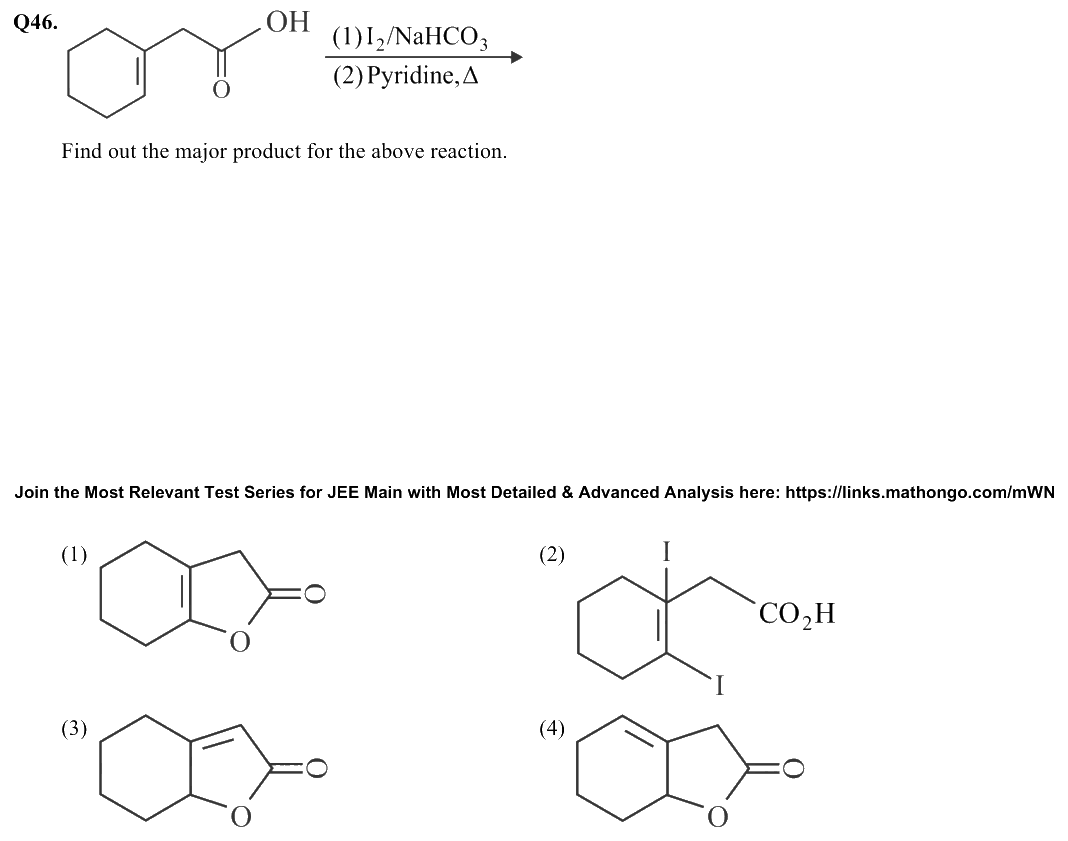 Q46.
OH
O
(1) I₂/NaHCO₃
(2) Pyridine, Δ
Find out the major product for the above reaction.
Join the Most Relevant Test Series for JEE Main with Most Detailed & Advanced Analysis here: https://links.mathongo.com/mWN
(1)
O
O
(2)
I
CO₂H
I
(3)
O
O
(4)
O
O